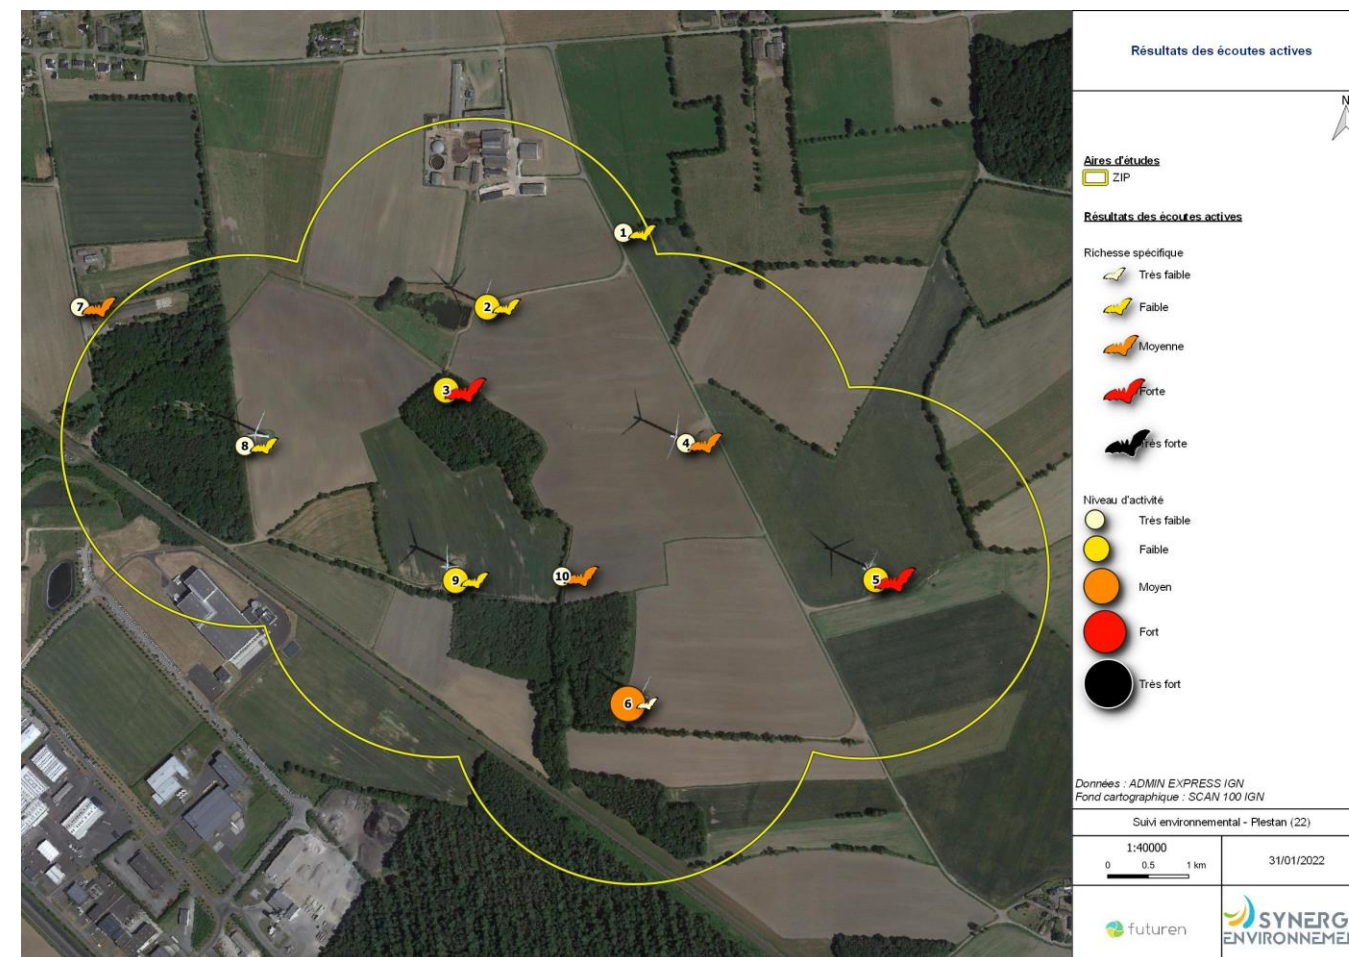 Résultats des écoutes actives
N
Aires d'études
ZIP
Résultats des écoutes actives
Richesse spécifique
Très faible
Faible
Moyenne
Forte
Très forte
Niveau d'activité
Très faible
Faible
Moyen
Fort
Très fort
Données : ADMIN EXPRESS IGN
Fond cartographique : SCAN 100 IGN
Suivi environnemental - Plestan (22)
1:40000
0 0.5 1 km
31/01/2022
futuren
SYNERG
ENVIRONNEME
1
7
2
3
8
4
9
10
5
6